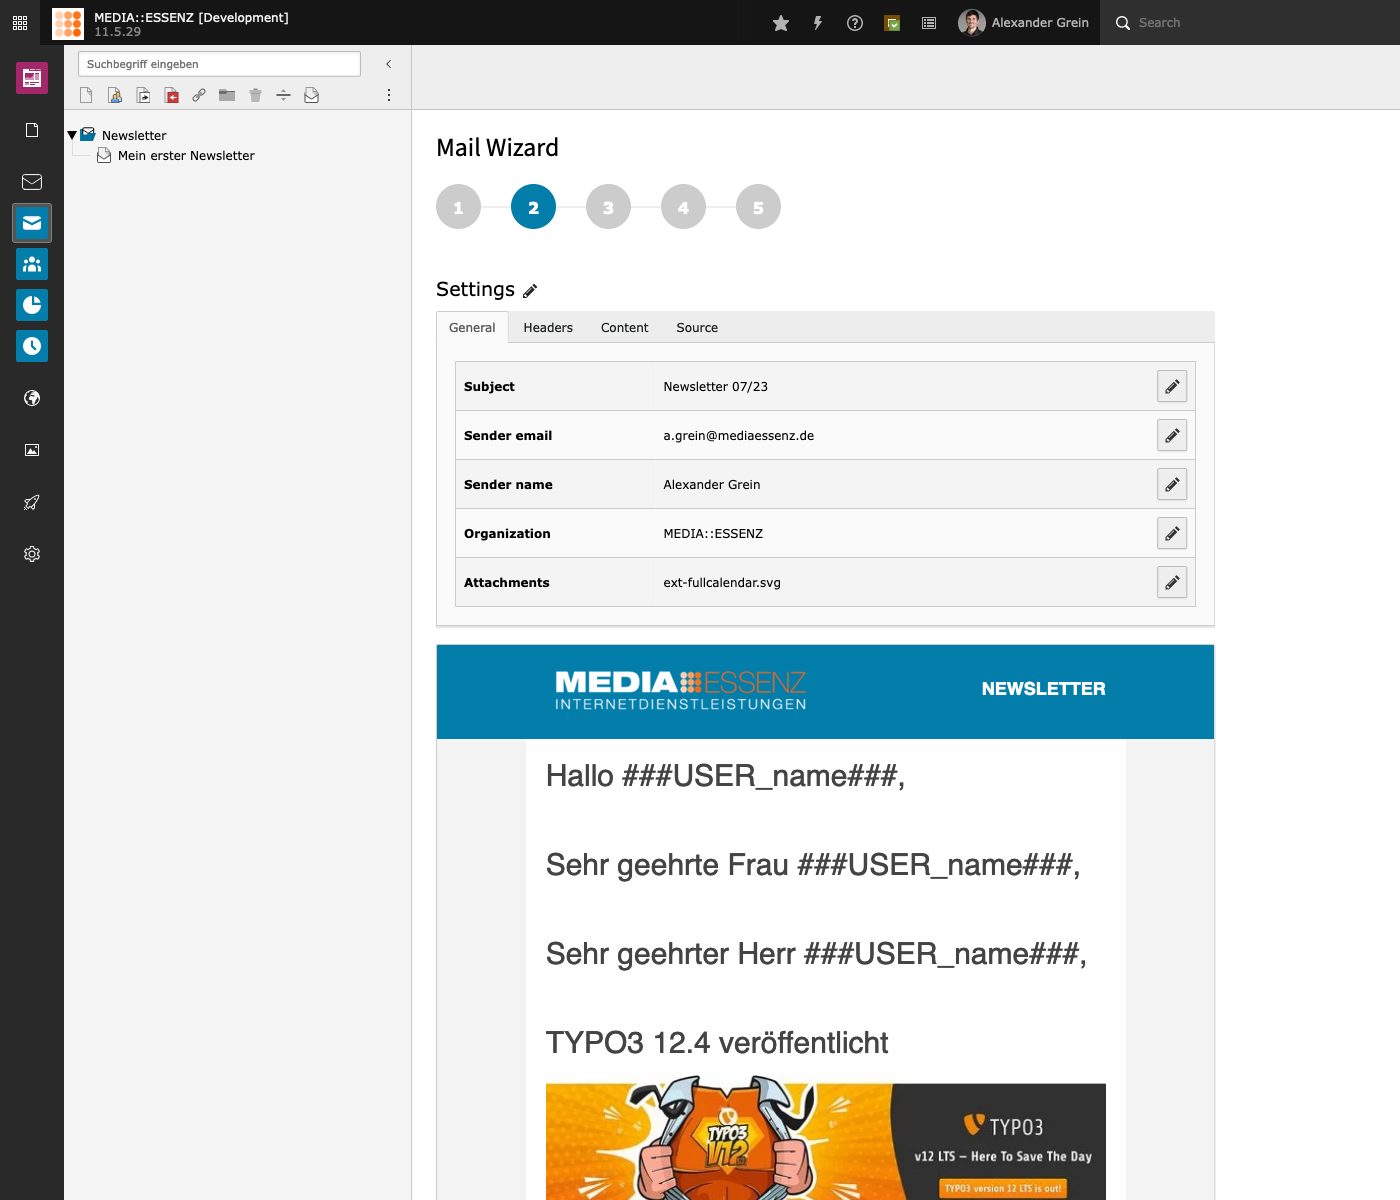 MEDIA::ESSENZ [Development]
11.5.29
Alexander Grein
Search
Suchbegriff eingeben
Newsletter
Mein erster Newsletter
Mail Wizard
1 2 3 4 5
Settings
General Headers Content Source
Subject Newsletter 07/23
Sender email a.grein@mediaessenz.de
Sender name Alexander Grein
Organization MEDIA::ESSENZ
Attachments ext-fullcalendar.svg
MEDIA ESSENZ
INTERNETDIENSTLEISTUNGEN
NEWSLETTER
Hallo ###USER_name###,
Sehr geehrte Frau ###USER_name###,
Sehr geehrter Herr ###USER_name###,
TYPO3 12.4 veröffentlicht
TYPO3
V12
TYPO3
v12 LTS – Here To Save The Day
TYPO3 version 12 LTS is out!